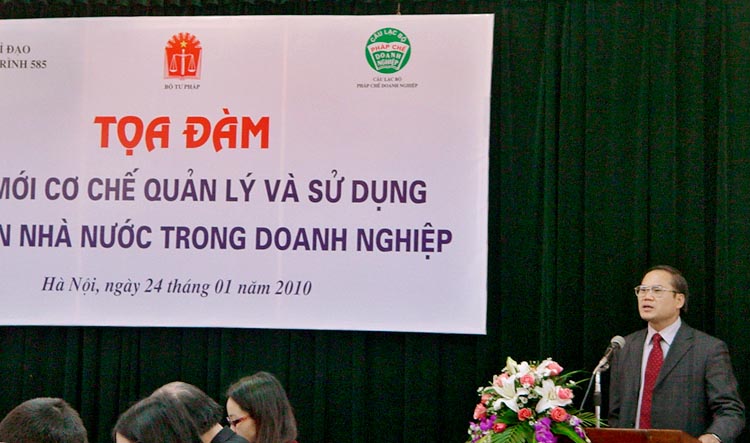 ĐẠO
RÌNH 585
BỘ TƯ PHÁP
CÂU LẠC BỘ
PHÁP CHẾ
DOANH
NGHIỆP
CÂU LẠC BỘ
PHÁP CHẾ DOANH NGHIỆP
TỌA ĐÀM
MỚI CƠ CHẾ QUẢN LÝ VÀ SỬ DỤNG
N NHÀ NƯỚC TRONG DOANH NGHIỆP
Hà Nội, ngày 24 tháng 01 năm 2010